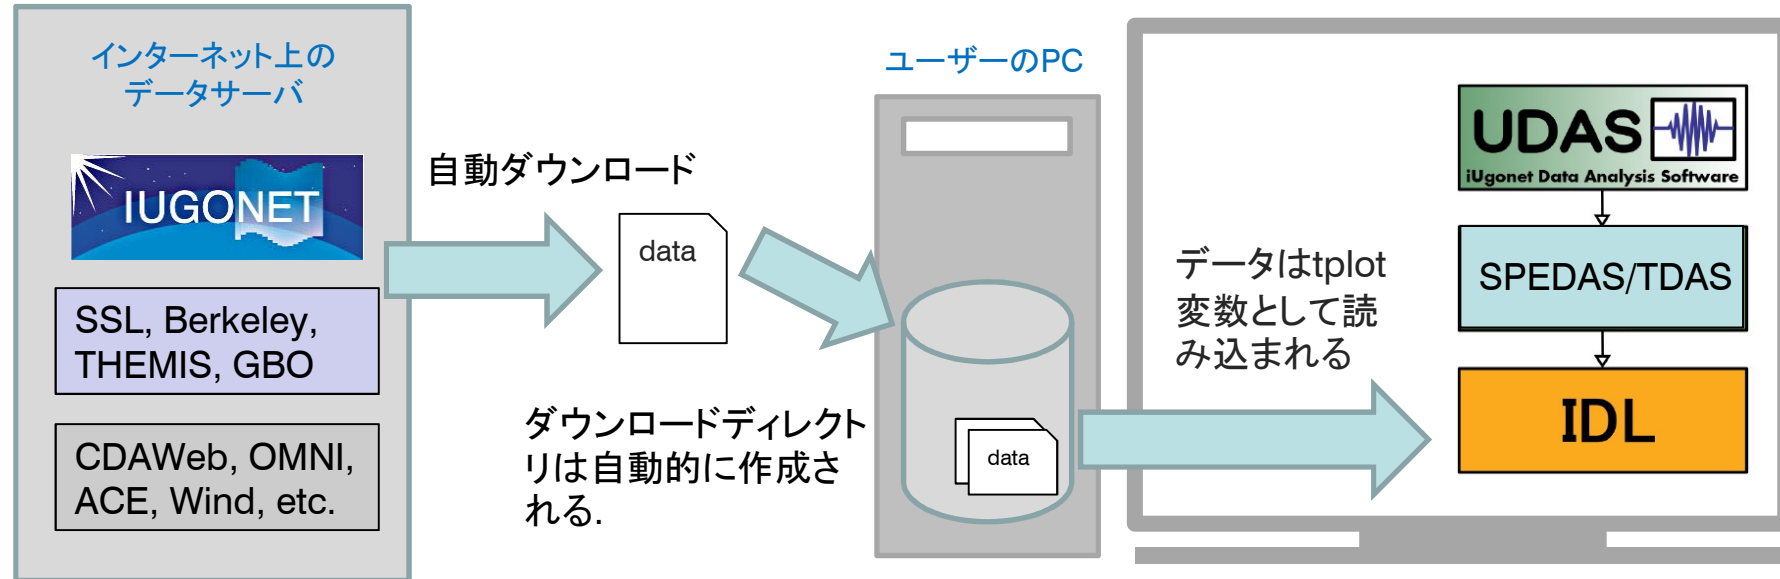 インターネット上の
データサーバ
IUGONET
SSL, Berkeley,
THEMIS, GBO
CDAWeb, OMNI,
ACE, Wind, etc.
自動ダウンロード
data
ダウンロードディレクト
リは自動的に作成さ
れる.
ユーザーのPC
data
データはtplot
変数として読
み込まれる
UDAS
iUgonet Data Analysis Software
SPEDAS/TDAS
IDL